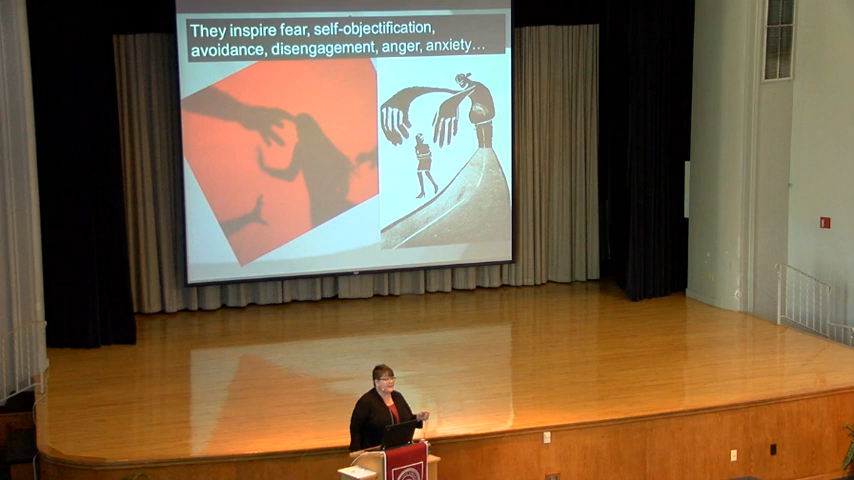 They inspire fear, self-objectification,
avoidance, disengagement, anger, anxiety…